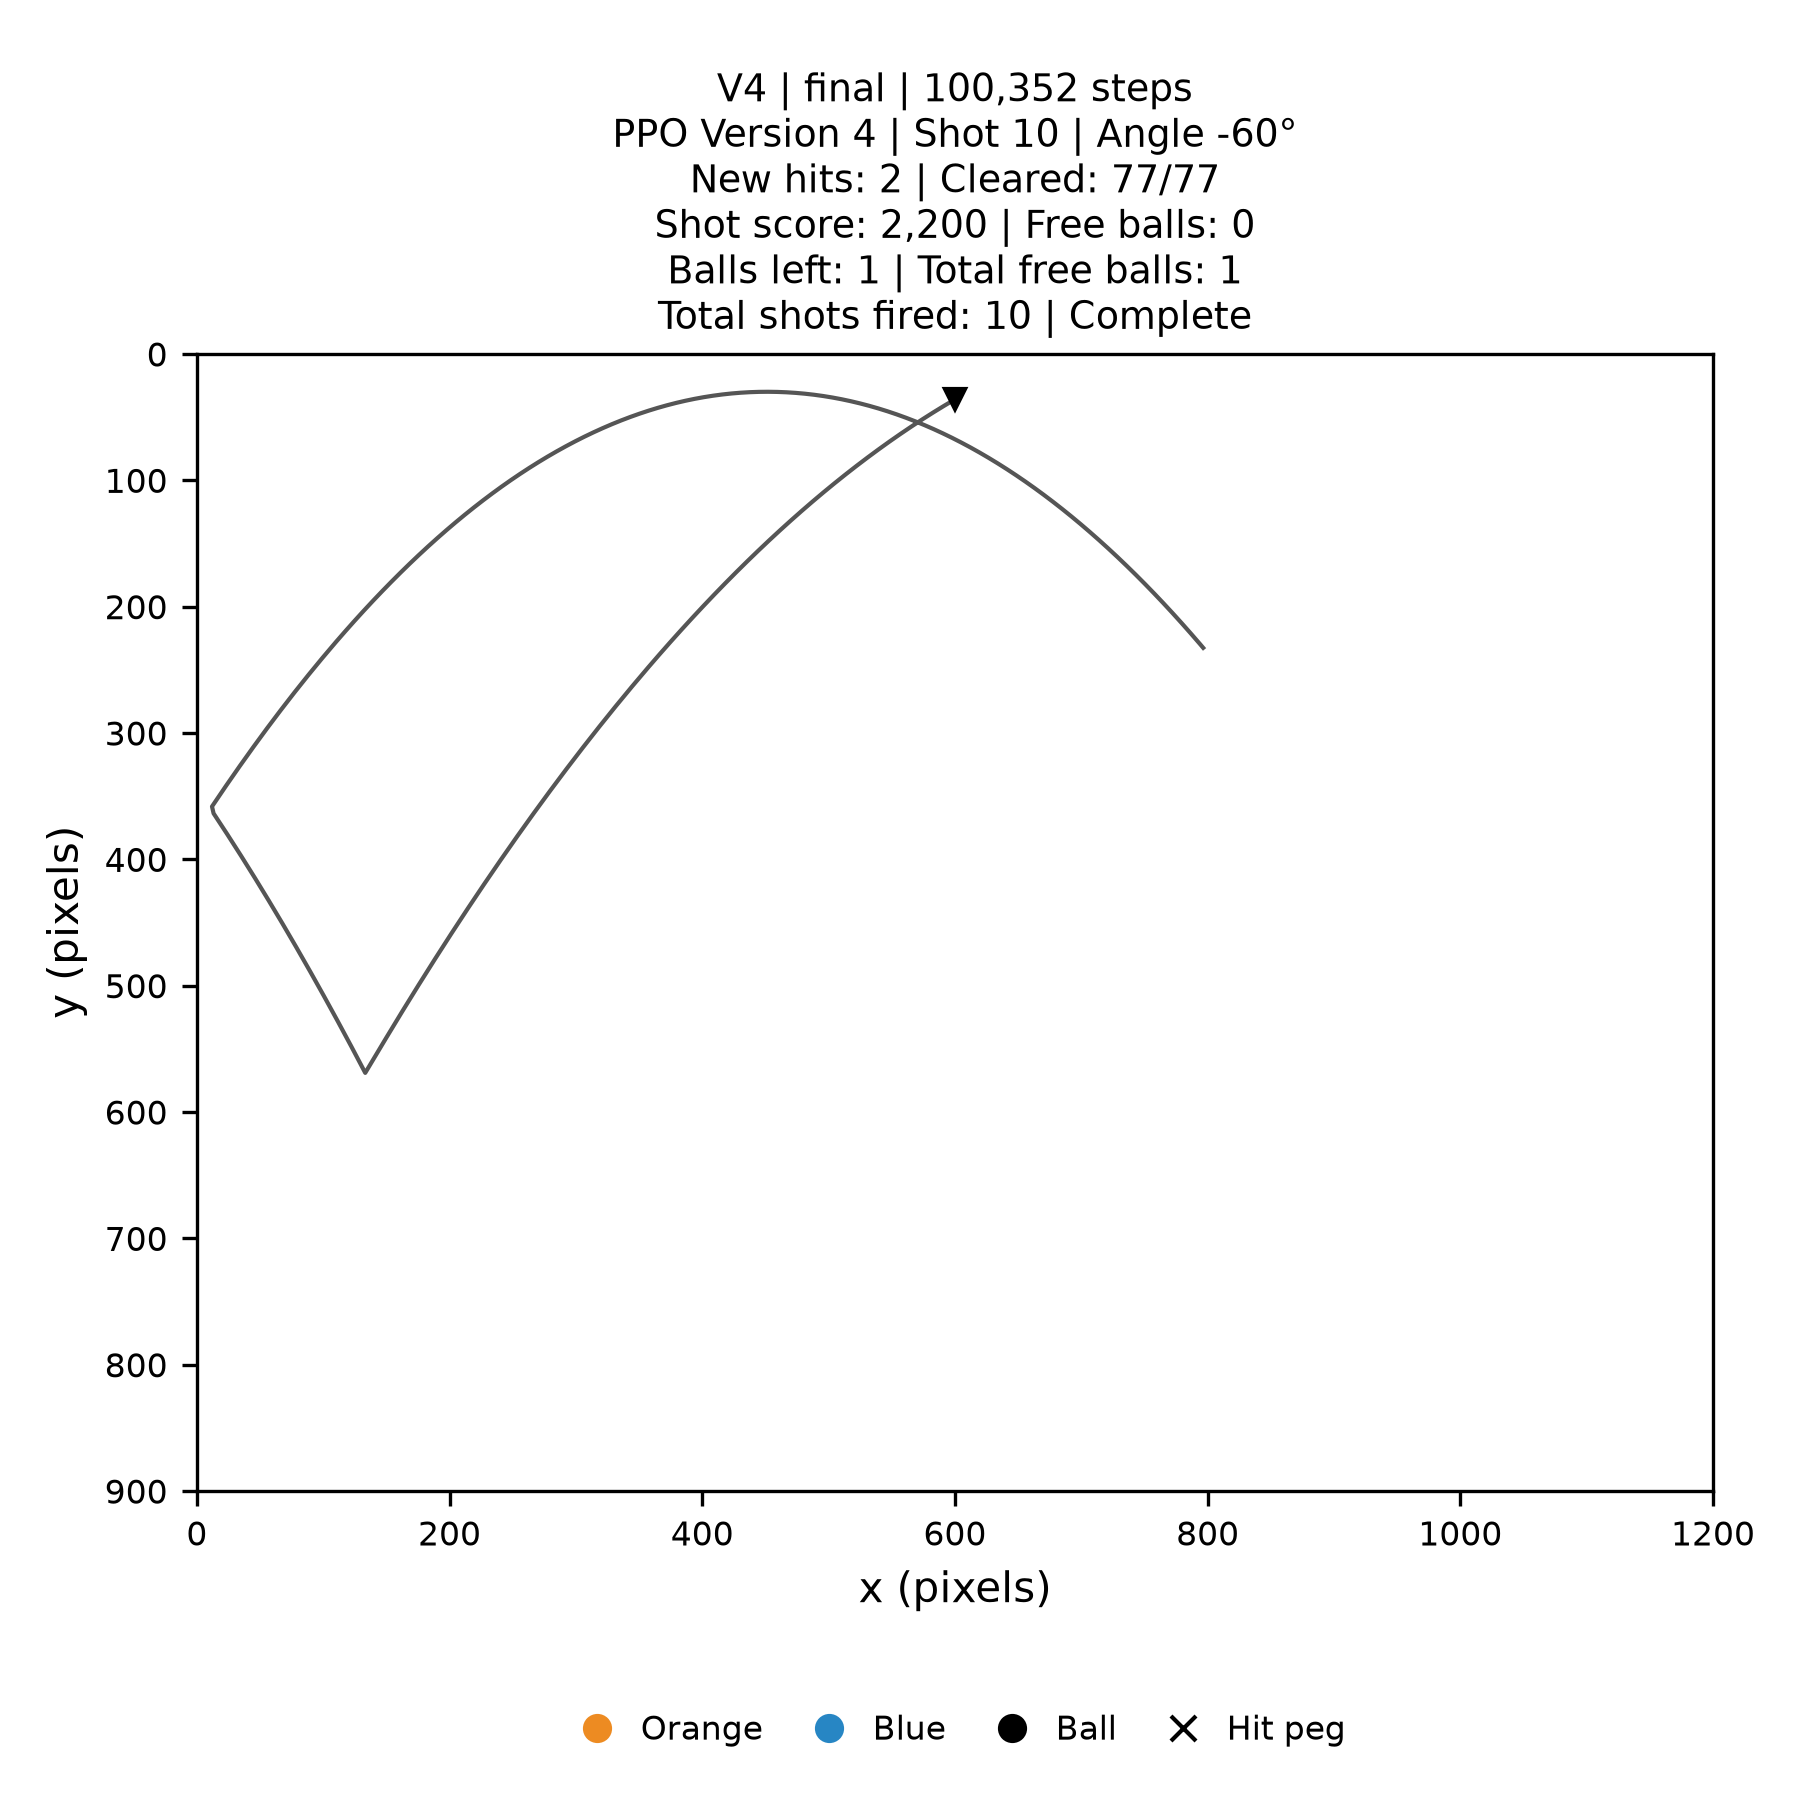 V4 | final | 100,352 steps
PPO Version 4 | Shot 10 | Angle -60°
New hits: 2 | Cleared: 77/77
Shot score: 2,200 | Free balls: 0
Balls left: 1 | Total free balls: 1
Total shots fired: 10 | Complete
0
100
200
300
400
500
600
700
800
900
y (pixels)
0 200 400 600 800 1000 1200
x (pixels)
Orange Blue Ball Hit peg